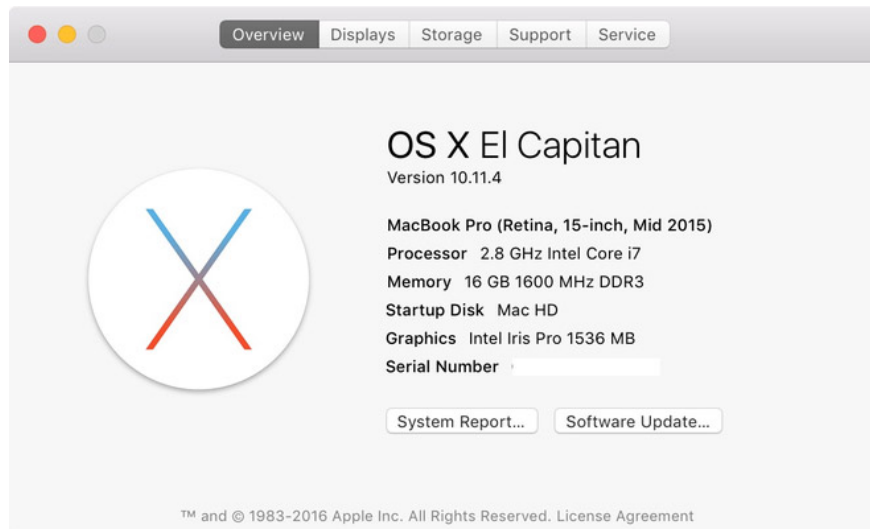 Overview Displays Storage Support Service
OS X El Capitan
Version 10.11.4
MacBook Pro (Retina, 15-inch, Mid 2015)
Processor 2.8 GHz Intel Core i7
Memory 16 GB 1600 MHz DDR3
Startup Disk Mac HD
Graphics Intel Iris Pro 1536 MB
Serial Number
System Report... Software Update...
™ and © 1983-2016 Apple Inc. All Rights Reserved. License Agreement